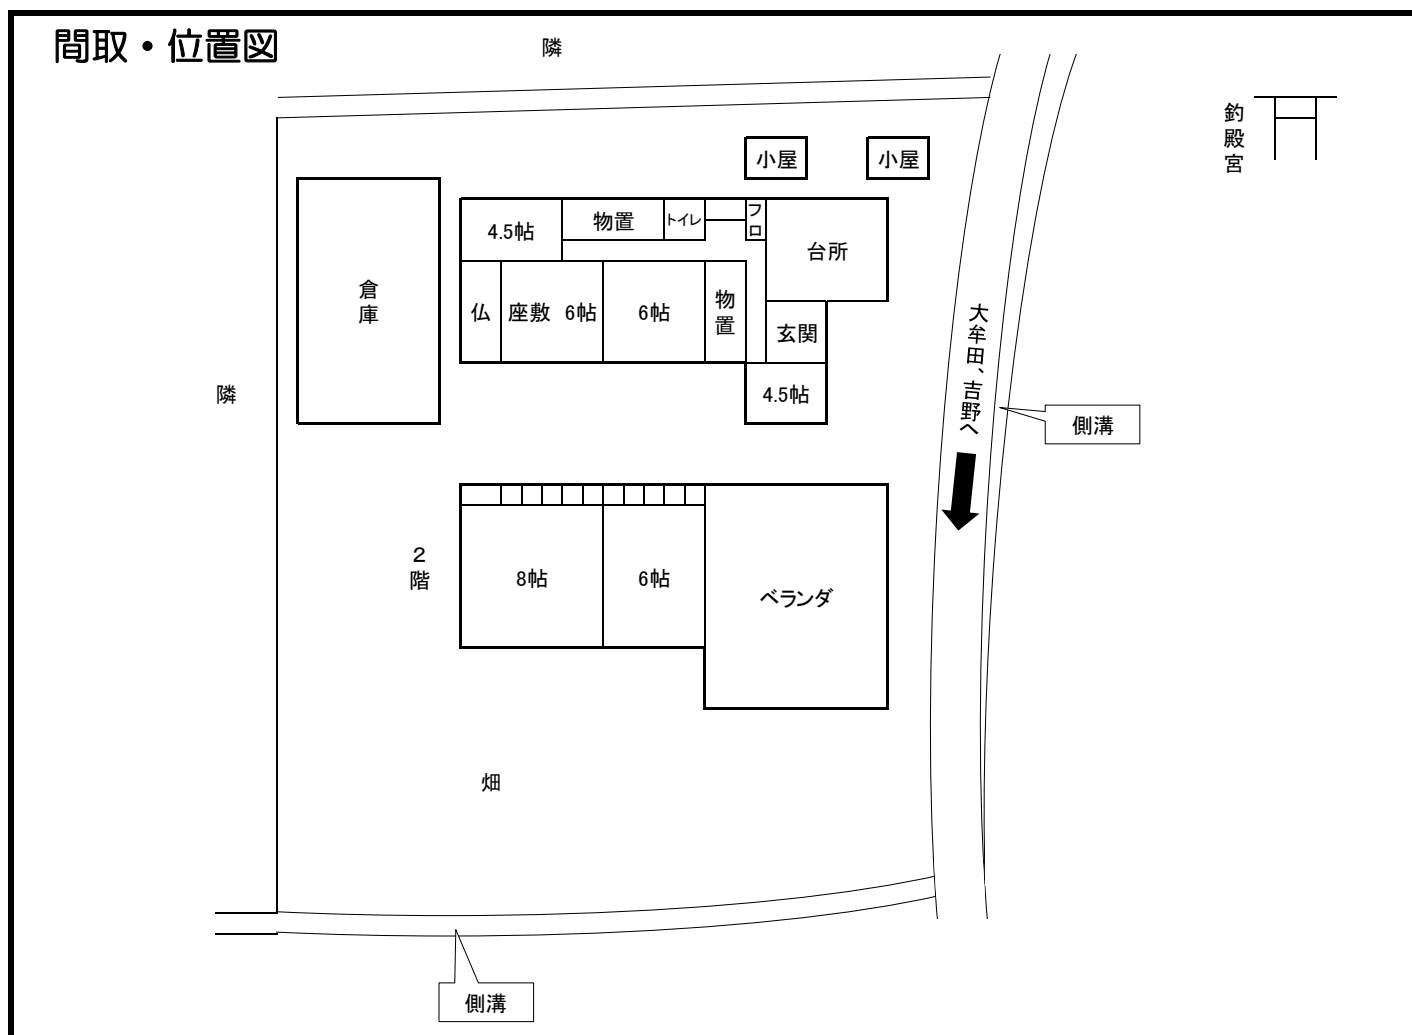 間取・位置図
隣
釣殿宮
小屋
小屋
4.5帖
物置
トイレ
フロ
台所
倉庫
仏
座敷 6帖
6帖
物置
玄関
4.5帖
大牟田、吉野へ
隣
側溝
2階
8帖
6帖
ベランダ
畑
側溝